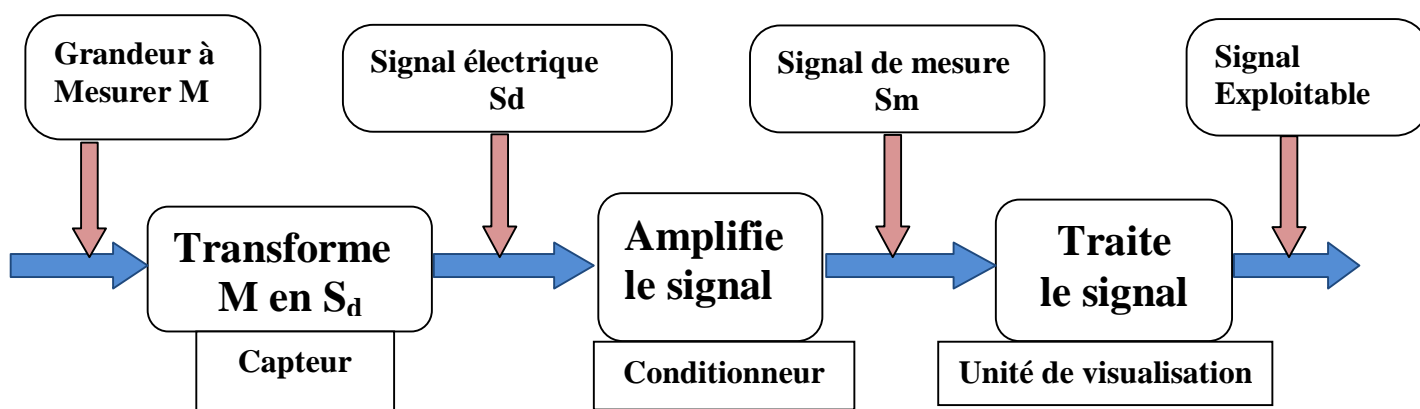 Grandeur à
Mesurer M
Signal électrique
Sd
Signal de mesure
Sm
Signal
Exploitable
Transforme
M en Sd
Amplifie
le signal
Traite
le signal
Capteur
Conditionneur
Unité de visualisation